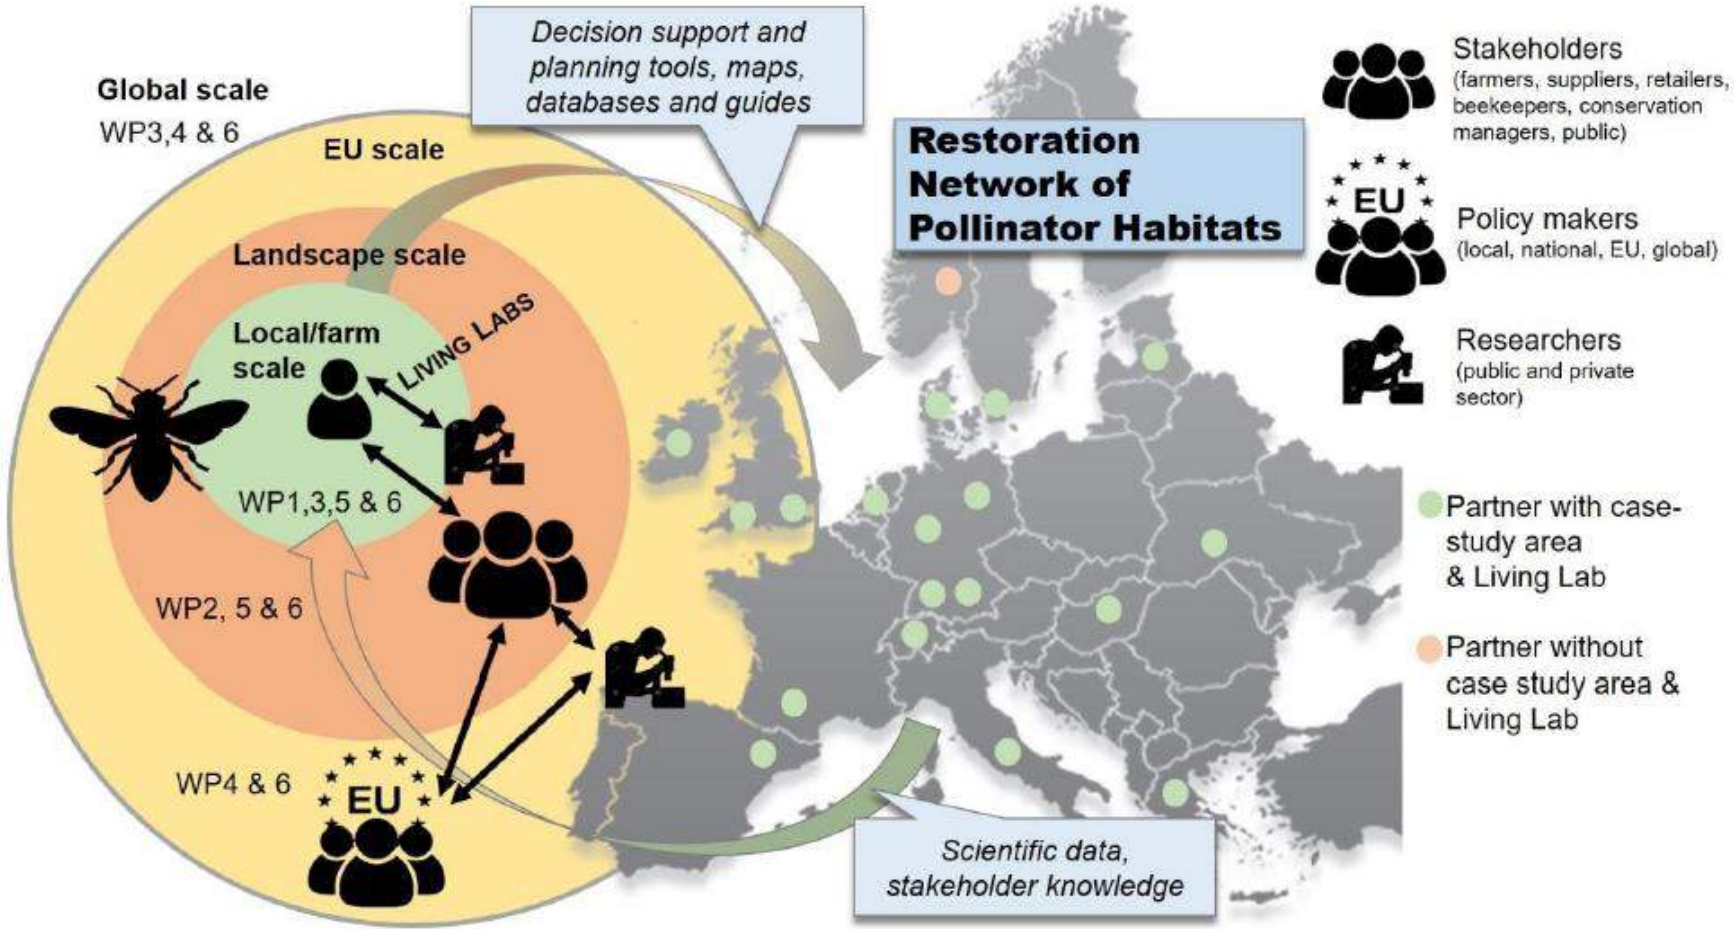 Decision support and
planning tools, maps,
databases and guides
Global scale
WP3,4 & 6
EU scale
Landscape scale
Local/farm
scale
LIVING LABS
WP1,3,5 & 6
WP2, 5 & 6
WP4 & 6
EU
Restoration
Network of
Pollinator Habitats
Scientific data,
stakeholder knowledge
Stakeholders
(farmers, suppliers, retailers,
beekeepers, conservation
managers, public)
EU
Policy makers
(local, national, EU, global)
Researchers
(public and private
sector)
Partner with case-
study area
& Living Lab
Partner without
case study area &
Living Lab